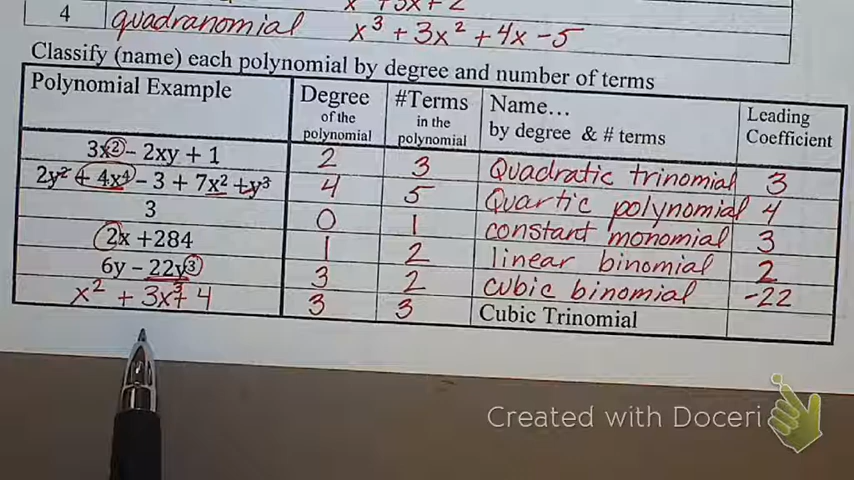 x + 3x + 2
4 quadranomial x³ + 3x² + 4x - 5
Classify (name) each polynomial by degree and number of terms
Polynomial Example Degree of the polynomial #Terms in the polynomial Name... by degree & # terms Leading Coefficient
3x² - 2xy + 1 2 3 Quadratic trinomial 3
2y² + 4x⁴ - 3 + 7x² + y³ 4 5 Quartic polynomial 4
3 0 1 constant monomial 3
2x +284 1 2 linear binomial 2
6y - 22y³ 3 2 cubic binomial -22
x² + 3x³ + 4 3 3 Cubic Trinomial
Created with Doceri